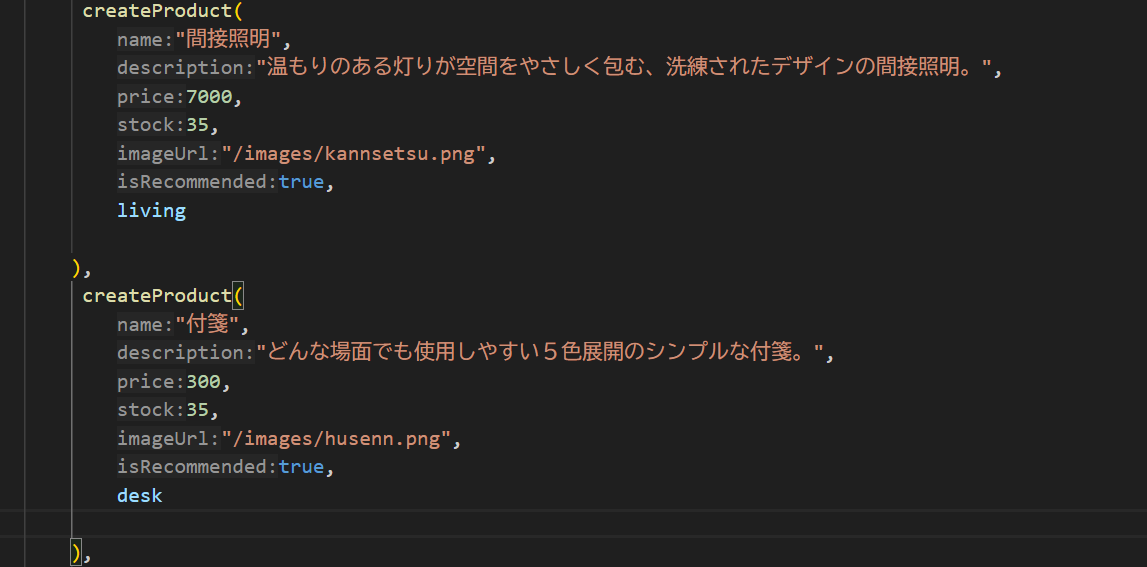 createProduct(
name:"間接照明",
description:"温もりのある灯りが空間をやさしく包む、洗練されたデザインの間接照明。",
price:7000,
stock:35,
imageUrl:"/images/kannsetsu.png",
isRecommended:true,
living
),
createProduct(
name:"付箋",
description:"どんな場面でも使用しやすい５色展開のシンプルな付箋。",
price:300,
stock:35,
imageUrl:"/images/husenn.png",
isRecommended:true,
desk
),